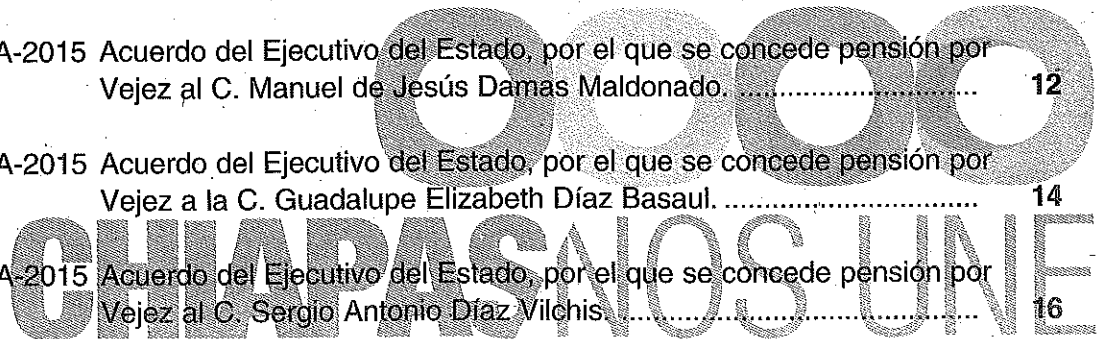 A-2015 Acuerdo del Ejecutivo del Estado, por el que se concede pensión por
Vejez al C. Manuel de Jesús Damas Maldonado. ............................ 12
A-2015 Acuerdo del Ejecutivo del Estado, por el que se concede pensión por
Vejez a la C. Guadalupe Elizabeth Díaz Basaul. ............................. 14
CHIAPAS NOS UNE
A-2015 Acuerdo del Ejecutivo del Estado, por el que se concede pensión por
Vejez al C. Sergio Antonio Díaz Vilchis. ......................................... 16